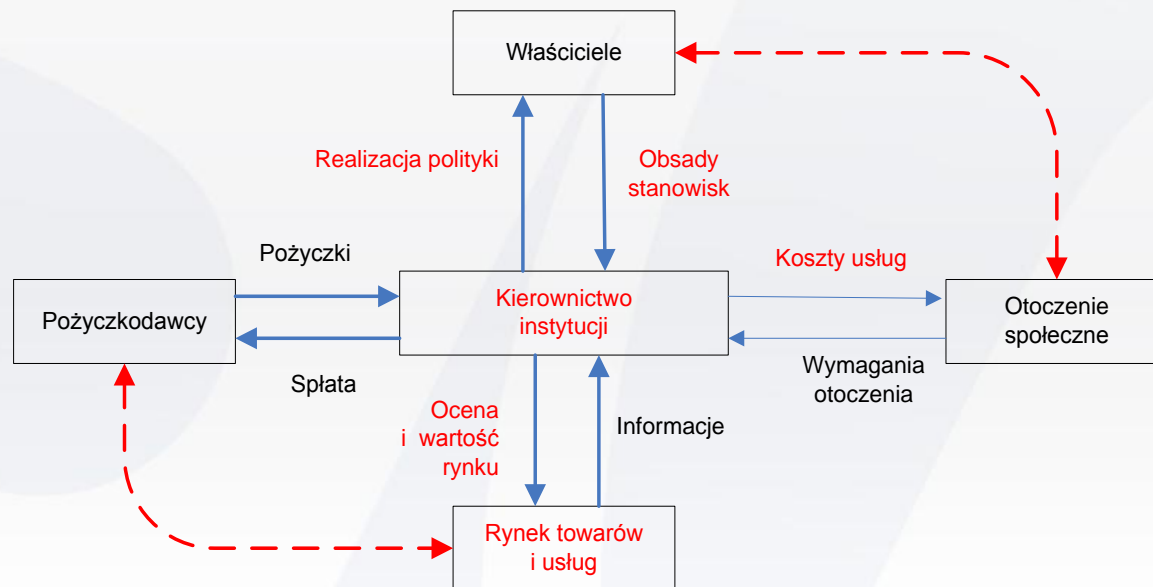 Właściciele
Realizacja polityki
Obsady
stanowisk
Pożyczki
Koszty usług
Pożyczkodawcy
Kierownictwo
instytucji
Otoczenie
społeczne
Spłata
Wymagania
otoczenia
Ocena
i wartość
rynku
Informacje
Rynek towarów
i usług